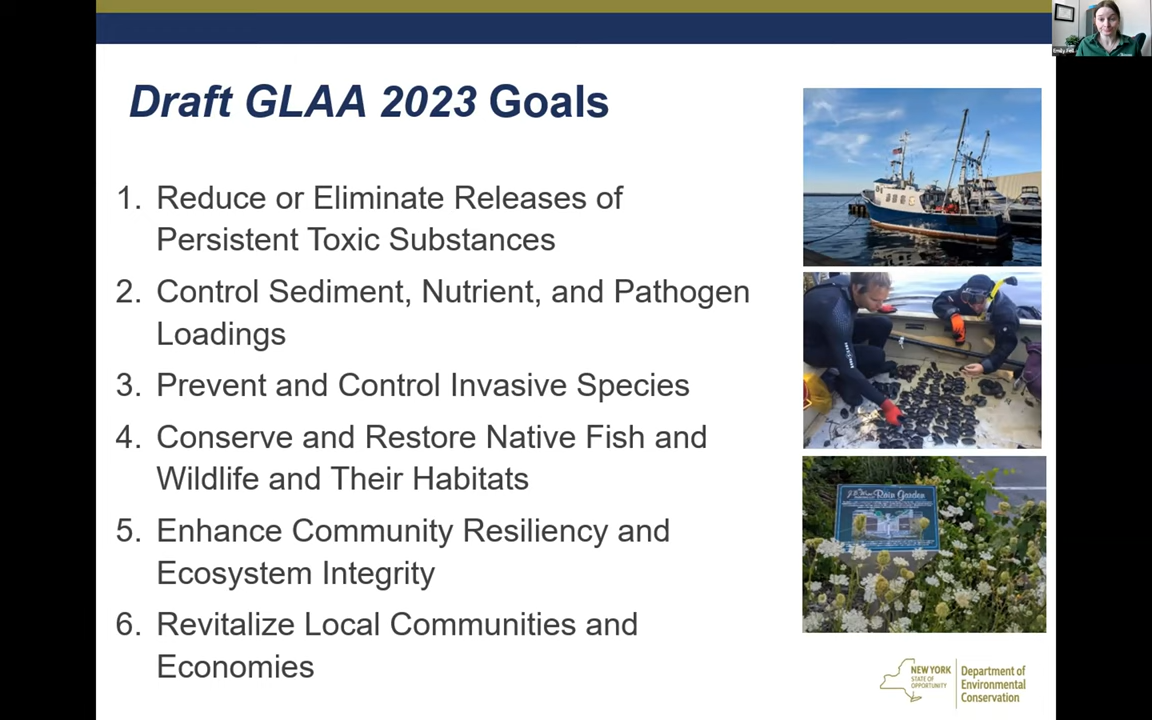 Draft GLAA 2023 Goals
1. Reduce or Eliminate Releases of
Persistent Toxic Substances
2. Control Sediment, Nutrient, and Pathogen
Loadings
3. Prevent and Control Invasive Species
4. Conserve and Restore Native Fish and
Wildlife and Their Habitats
5. Enhance Community Resiliency and
Ecosystem Integrity
6. Revitalize Local Communities and
Economies
Rain Garden
NEW YORK
STATE OF
OPPORTUNITY
Department of
Environmental
Conservation